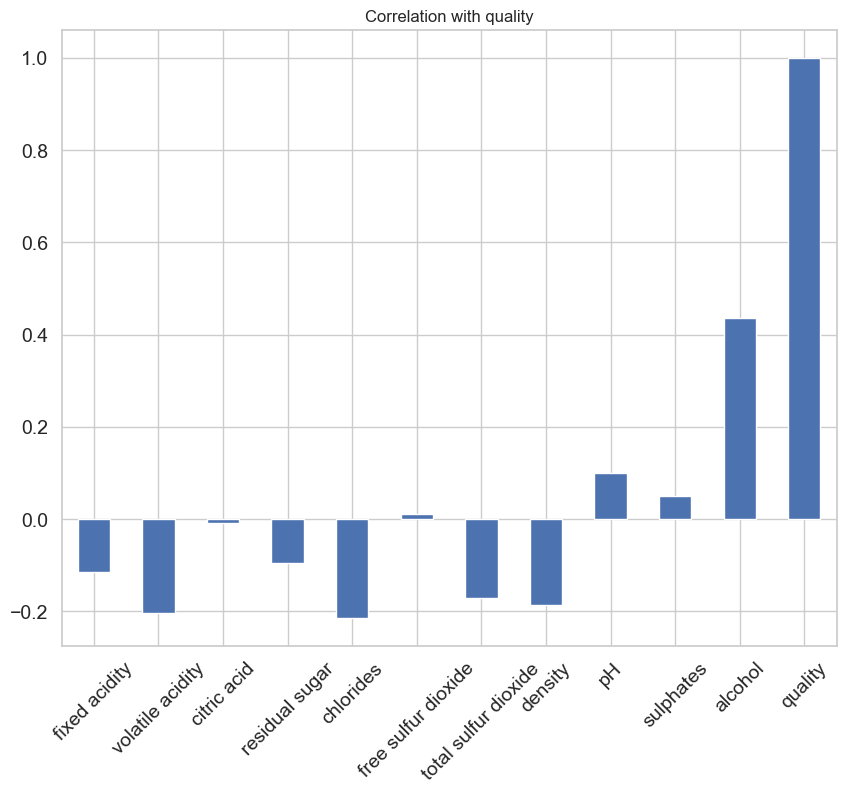 Correlation with quality
1.0
0.8
0.6
0.4
0.2
0.0
−0.2
fixed acidity
volatile acidity
citric acid
residual sugar
chlorides
free sulfur dioxide
total sulfur dioxide
density
pH
sulphates
alcohol
quality